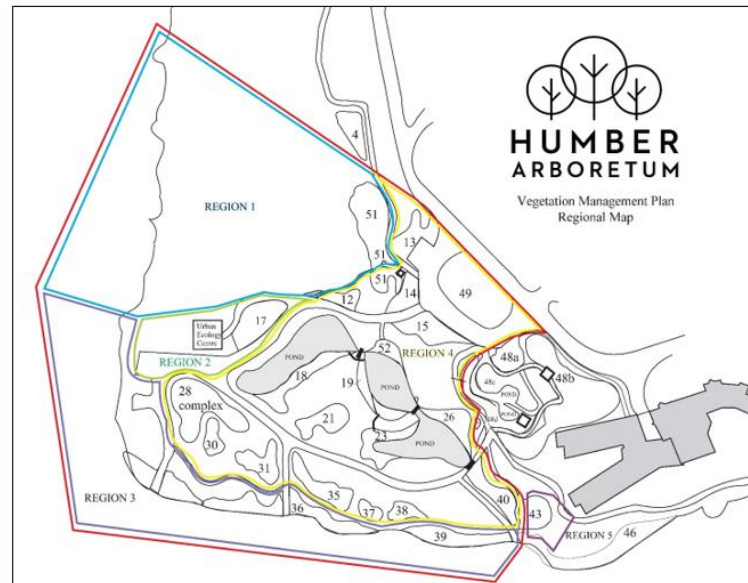 HUMBER
ARBORETUM
Vegetation Management Plan
Regional Map
4
REGION 1
51
13
51
51
14
12
49
17
Urban
Ecology
Centre
15
REGION 2
52
REGION 4
48a
POND
48b
18
19
POND
48c
POND
POND
28
complex
2
26
21
23
30
POND
31
40
REGION 3
35
43
36
37
38
39
REGION 5
46